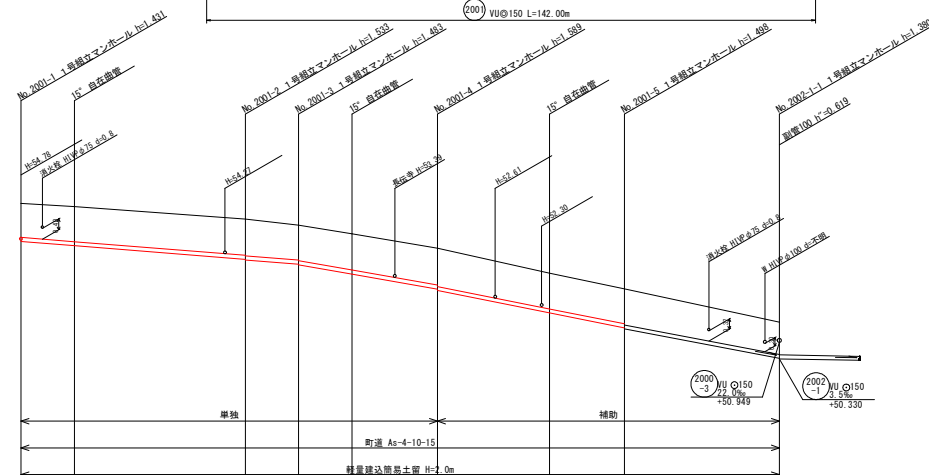 2001 VU◎150 L=142.00m
No.2001-1 1号組立マンホール h=1.431
15° 自在曲管
No.2001-2 1号組立マンホール h=1.533
No.2001-3 1号組立マンホール h=1.483
15° 自在曲管
No.2001-4 1号組立マンホール h=1.589
15° 自在曲管
No.2001-5 1号組立マンホール h=1.498
No.2002-1-1 1号組立マンホール h=1.380
副管100 h"=0.619
H=54.78
消火栓 HIVPφ75 d=0.8
H=54.27
長伝寺 H=53.39
H=52.61
H=52.30
消火栓 HIVPφ75 d=0.8
W HIVPφ100 d=不明
2000
-3
VU ◎150
22.0‰
+50.949
2002
-1
VU ◎150
3.5‰
+50.330
単独
補助
町道 As-4-10-15
軽量建込簡易土留 H=2.0m